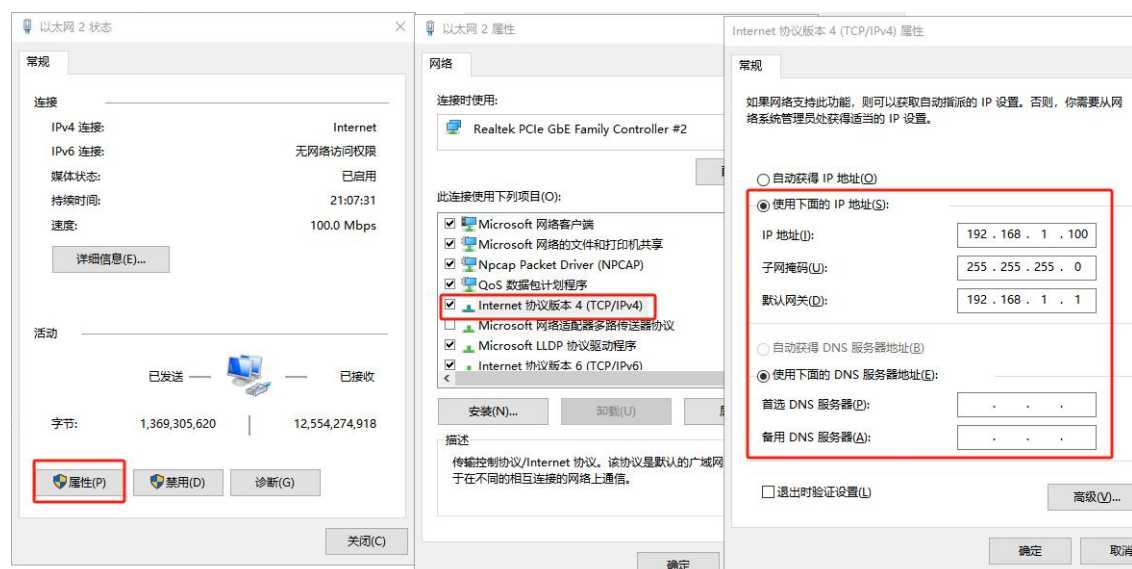 以太网 2 状态
常规
连接
IPv4 连接: Internet
IPv6 连接: 无网络访问权限
媒体状态: 已启用
持续时间: 21:07:31
速度: 100.0 Mbps
详细信息(E)...
活动
已发送 — — 已接收
字节: 1,369,305,620 | 12,554,274,918
属性(P) 禁用(D) 诊断(G)
关闭(C)
以太网 2 属性
网络
连接时使用:
Realtek PCIe GbE Family Controller #2
此连接使用下列项目(O):
Microsoft 网络客户端
Microsoft 网络的文件和打印机共享
Npcap Packet Driver (NPCAP)
QoS 数据包计划程序
Internet 协议版本 4 (TCP/IPv4)
Microsoft 网络适配器多路传送器协议
Microsoft LLDP 协议驱动程序
Internet 协议版本 6 (TCP/IPv6)
安装(N)... 卸载(U)
描述
传输控制协议/Internet 协议。该协议是默认的广域网
于在不同的相互连接的网络上通信。
确定
Internet 协议版本 4 (TCP/IPv4) 属性
常规
如果网络支持此功能，则可以获取自动指派的 IP 设置。否则，你需要从网
络系统管理员处获得适当的 IP 设置。
自动获得 IP 地址(O)
使用下面的 IP 地址(S):
IP 地址(I): 192 . 168 . 1 . 100
子网掩码(U): 255 . 255 . 255 . 0
默认网关(D): 192 . 168 . 1 . 1
自动获得 DNS 服务器地址(B)
使用下面的 DNS 服务器地址(E):
首选 DNS 服务器(P): . . .
备用 DNS 服务器(A): . . .
退出时验证设置(L)
高级(V)...
确定 取消